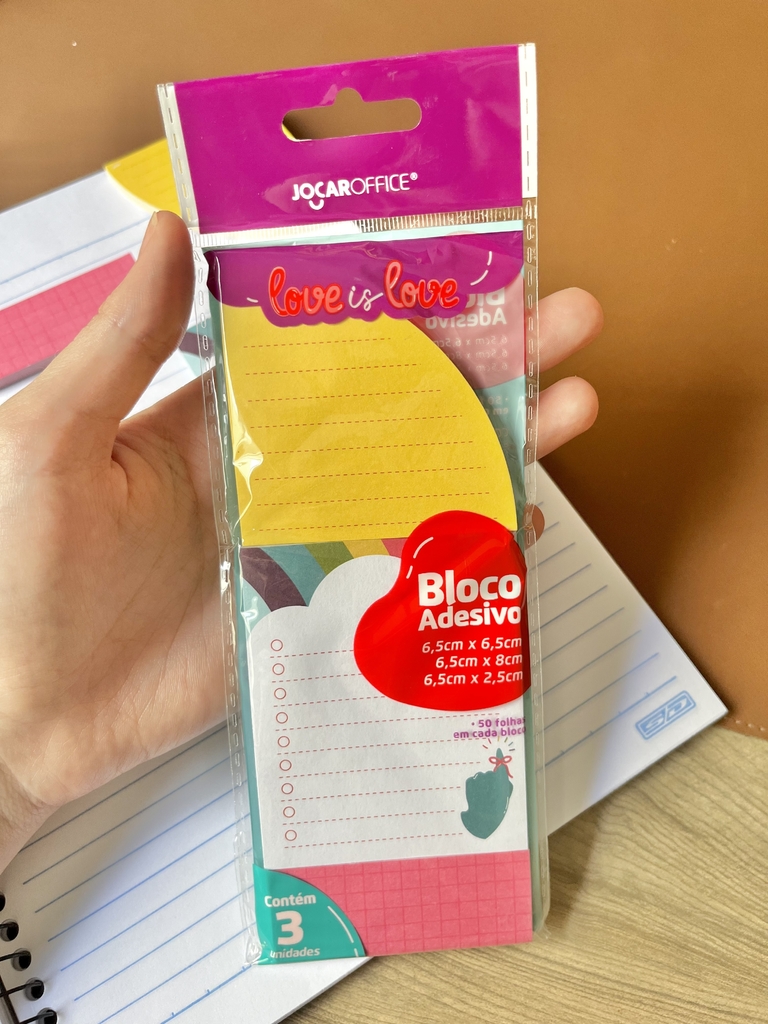 JOCAROFFICE®
love is love
Bloco
Adesivo
6,5cm x 6,5cm
6,5cm x 8cm
6,5cm x 2,5cm
• 50 folhas
em cada bloco
Contém
3
unidades